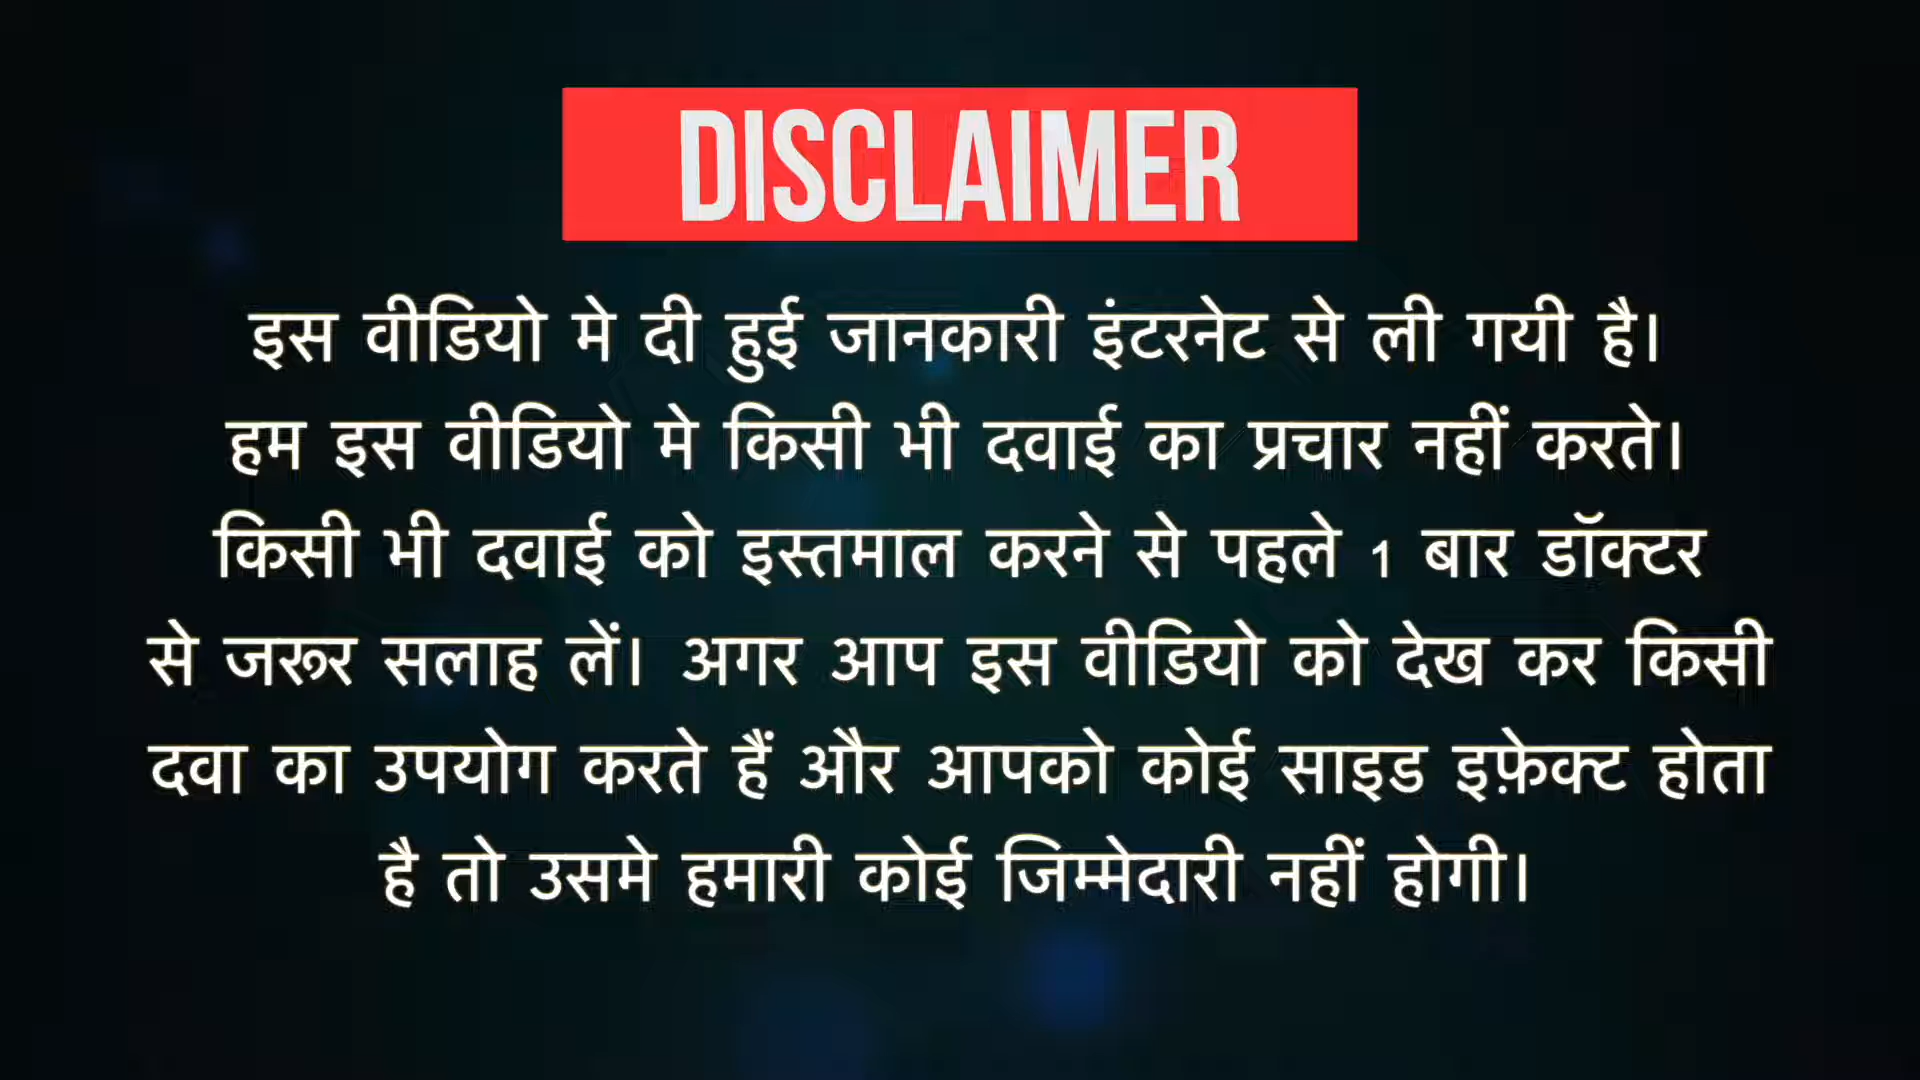 DISCLAIMER
इस वीडियो मे दी हुई जानकारी इंटरनेट से ली गयी है।
हम इस वीडियो मे किसी भी दवाई का प्रचार नहीं करते।
किसी भी दवाई को इस्तमाल करने से पहले 1 बार डॉक्टर
से जरूर सलाह लें। अगर आप इस वीडियो को देख कर किसी
दवा का उपयोग करते हैं और आपको कोई साइड इफ़ेक्ट होता
है तो उसमे हमारी कोई जिम्मेदारी नहीं होगी।